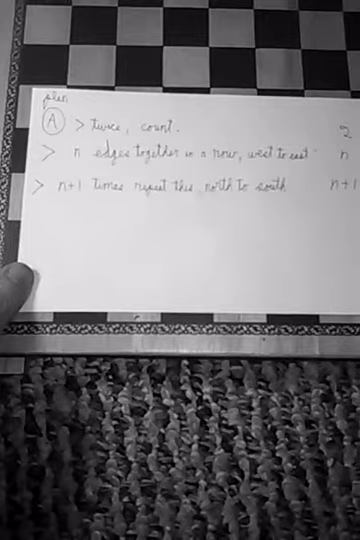 plan
A > twice, count. 2
> n edges together in a row, west to east n
> n+1 times repeat this, north to south n+1